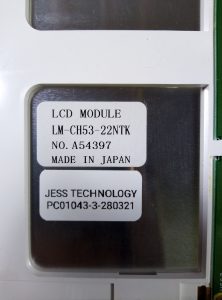 LCD MODULE
LM-CH53-22NTK
NO. A54397
MADE IN JAPAN
JESS TECHNOLOGY
PC01043-3-280321